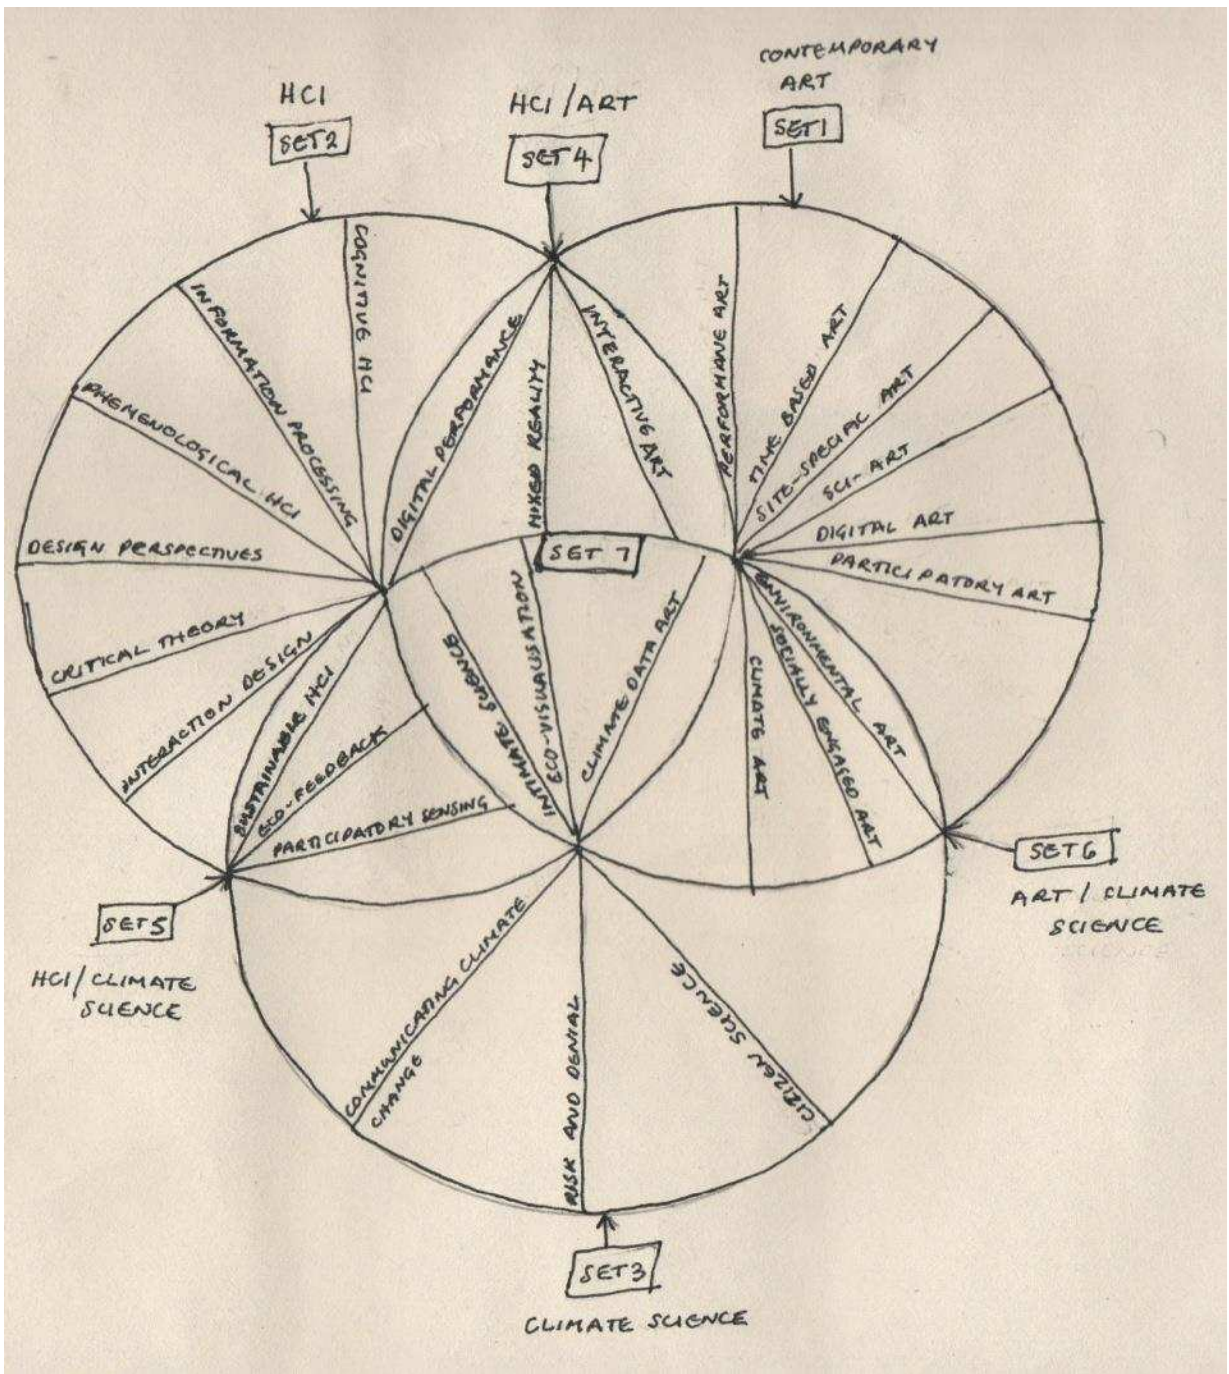 CONTEMPORARY
ART
SET1
HCI
SET2
HCI/ART
SET4
COGNITIVE HCI
INFORMATION PROCESSING
PHEMENOLOGICAL HCI
DESIGN PERSPECTIVES
CRITICAL THEORY
INTERACTION DESIGN
DIGITAL PERFORMANCE
MIXED REALITY
INTERACTIVE ART
PERFORMANE ART
TIME BASED ART
SITE-SPECIFIC ART
SCI-ART
DIGITAL ART
PARTICIPATORY ART
SET 7
INTIMATE SCIENCE
ECO-VISUALISATION
CLIMATE DATA ART
ENVIRONMENTAL ART
SOCIALLY ENGAGED ART
CLIMATE ART
SUSTAINABLE HCI
ECO-FEEDBACK
PARTICIPATORY SENSING
SET5
HCI/CLIMATE
SCIENCE
SET6
ART / CLIMATE
SCIENCE
COMMUNICATING CLIMATE
CHANGE
RISK AND DENIAL
CITIZEN SCIENCE
SET3
CLIMATE SCIENCE